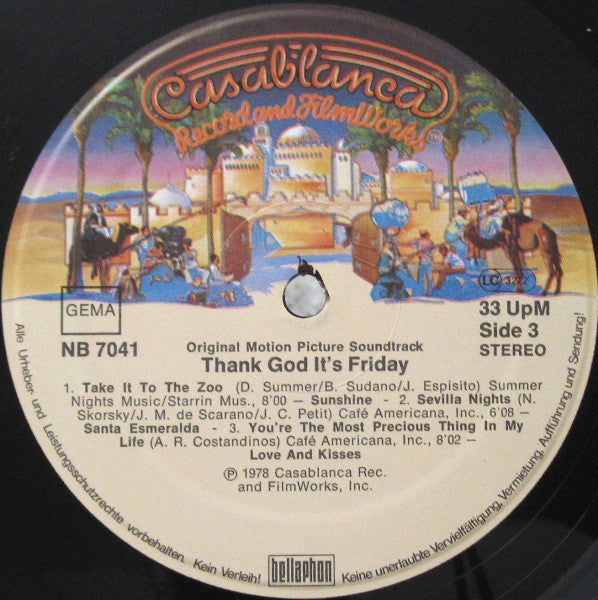 Casablanca
Record and FilmWorks
GEMA
NB 7041
33 UpM
Side 3
STEREO
Original Motion Picture Soundtrack
Thank God It's Friday
1. Take It To The Zoo (D. Summer/B. Sudano/J. Espisito) Summer
Nights Music/Starrin Mus., 8'00 – Sunshine - 2. Sevilla Nights (N.
Skorsky/J. M. de Scarano/J. C. Petit) Café Americana, Inc., 6'08 –
Santa Esmeralda - 3. You're The Most Precious Thing In My
Life (A. R. Costandinos) Café Americana, Inc., 8'02 –
Love And Kisses
℗ 1978 Casablanca Rec.
and FilmWorks, Inc.
bellaphon
Alle Urheber und Leistungsschutzrechte vorbehalten. Kein Verleih! Keine unerlaubte Vervielfältigung, Vermietung, Aufführung und Sendung!